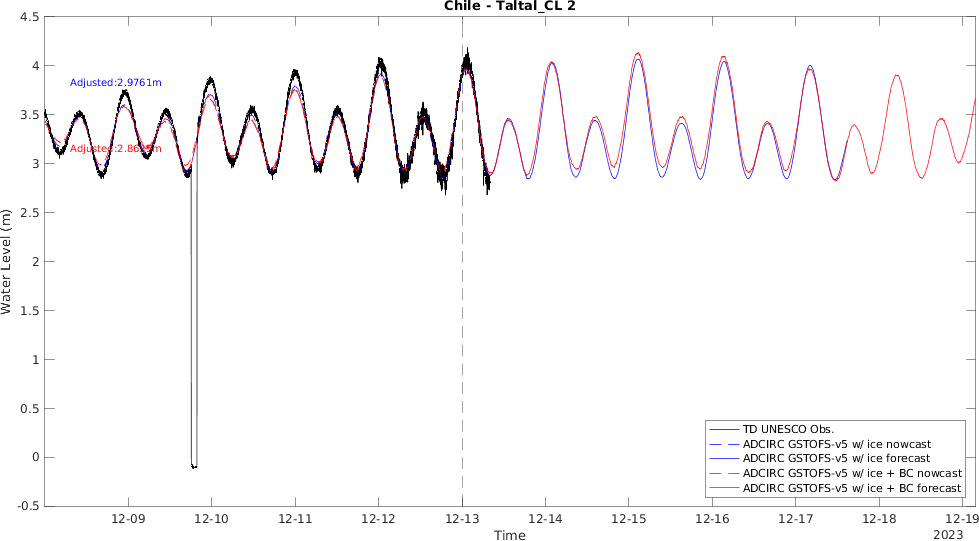 Chile - Taltal_CL 2
4.5
4
3.5
3
2.5
2
1.5
1
0.5
0
-0.5
Water Level (m)
Adjusted:2.9761m
TD UNESCO Obs.
ADCIRC GSTOFS-v5 w/ ice nowcast
ADCIRC GSTOFS-v5 w/ ice forecast
ADCIRC GSTOFS-v5 w/ ice + BC nowcast
ADCIRC GSTOFS-v5 w/ ice + BC forecast
12-09
12-10
12-11
12-12
12-13
12-14
12-15
12-16
12-17
12-18
12-19
Time
2023